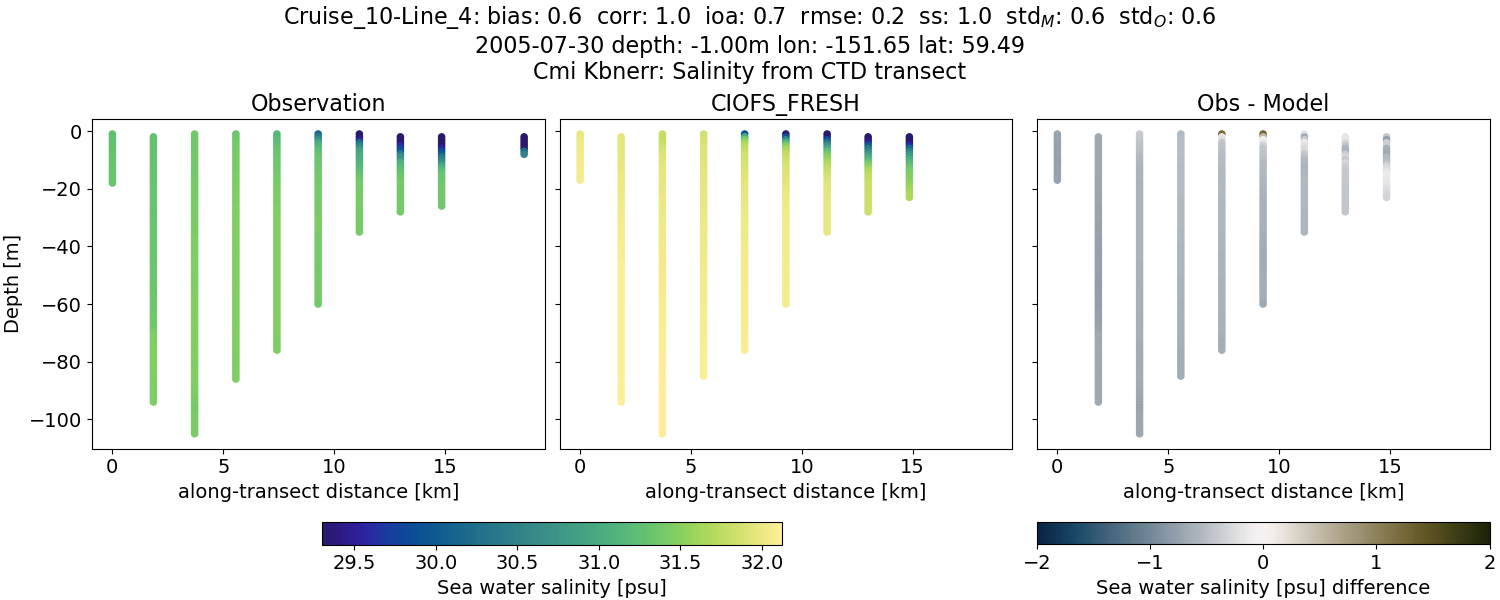 Cruise_10-Line_4: bias: 0.6  corr: 1.0  ioa: 0.7  rmse: 0.2  ss: 1.0  std_M: 0.6  std_O: 0.6
2005-07-30 depth: -1.00m lon: -151.65 lat: 59.49
Cmi Kbnerr: Salinity from CTD transect
Observation
CIOFS_FRESH
Obs - Model
Depth [m]
0
−20
−40
−60
−80
−100
0 5 10 15
0 5 10 15
0 5 10 15
along-transect distance [km]
along-transect distance [km]
along-transect distance [km]
29.5 30.0 30.5 31.0 31.5 32.0
Sea water salinity [psu]
−2 −1 0 1 2
Sea water salinity [psu] difference